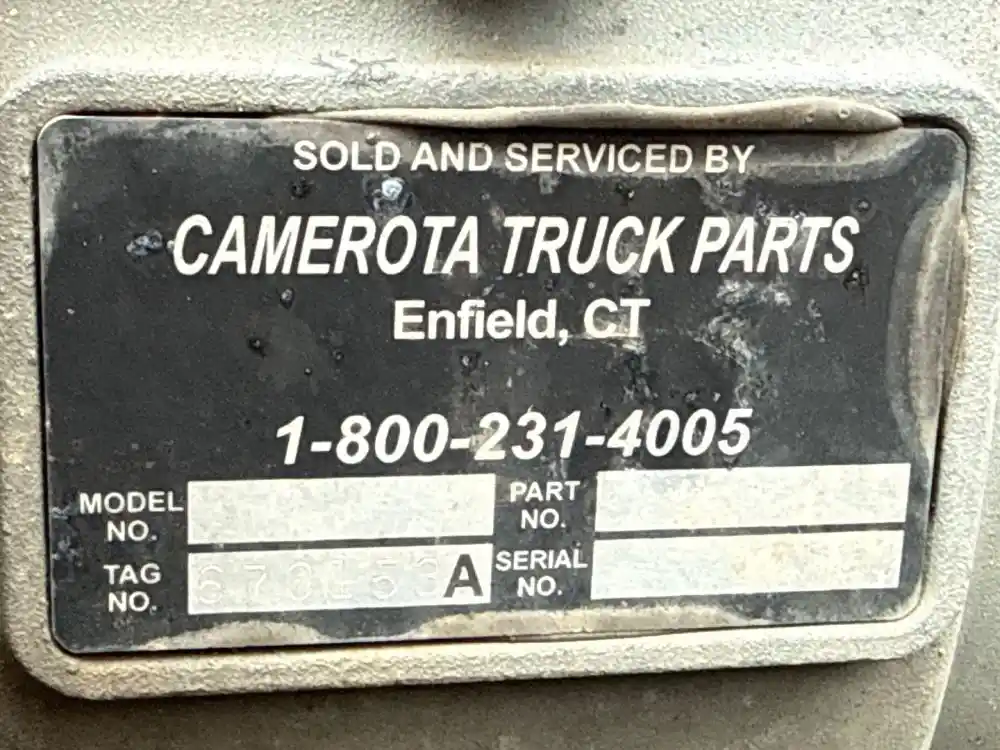 SOLD AND SERVICED BY
CAMEROTA TRUCK PARTS
Enfield, CT
1-800-231-4005
MODEL NO.
PART NO.
TAG NO. A
SERIAL NO.